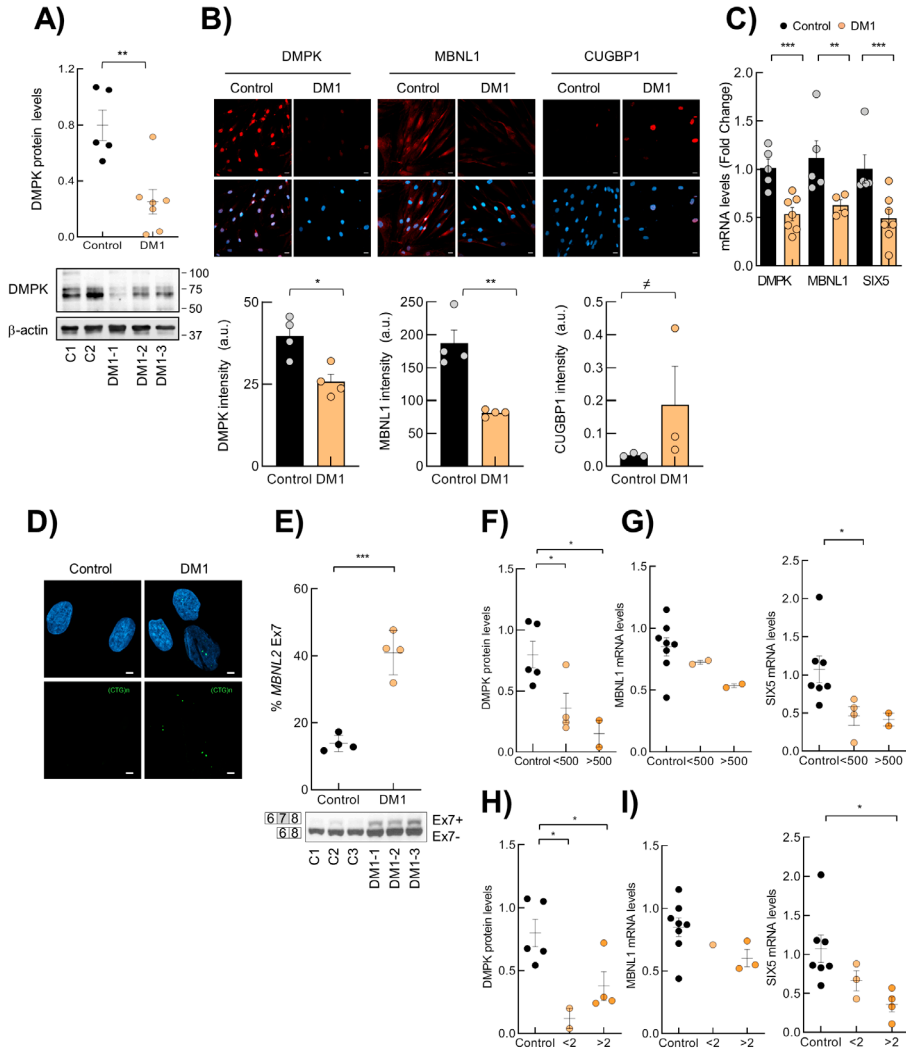 A)
**
DMPK protein levels
1.2
0.8
0.4
0.0
Control DM1
DMPK
100
75
50
β-actin
37
C1 C2 DM1-1 DM1-2 DM1-3
B)
DMPK MBNL1 CUGBP1
Control DM1 Control DM1 Control DM1
*
DMPK intensity (a.u.)
50
25
0
Control DM1
**
MBNL1 intensity (a.u.)
250
200
150
100
50
0
Control DM1
≠
CUGBP1 intensity (a.u.)
0.5
0.4
0.3
0.2
0.1
0.0
Control DM1
C)
Control DM1
*** ** ***
mRNA levels (Fold Change)
2.0
1.5
1.0
0.5
0.0
DMPK MBNL1 SIX5
D)
Control DM1
(CTG)n (CTG)n
E)
***
% MBNL2 Ex7
60
40
20
0
Control DM1
6 7 8 Ex7+
6 8 Ex7-
C1 C2 C3 DM1-1 DM1-2 DM1-3
F)
*
*
DMPK protein levels
1.5
1.0
0.5
0.0
Control <500 >500
G)
MBNL1 mRNA levels
1.5
1.0
0.5
0.0
Control <500 >500
*
SIX5 mRNA levels
2.5
2.0
1.5
1.0
0.5
0.0
Control <500 >500
H)
*
*
DMPK protein levels
1.5
1.0
0.5
0.0
Control <2 >2
I)
MBNL1 mRNA levels
1.5
1.0
0.5
0.0
Control <2 >2
*
SIX5 mRNA levels
2.5
2.0
1.5
1.0
0.5
0.0
Control <2 >2